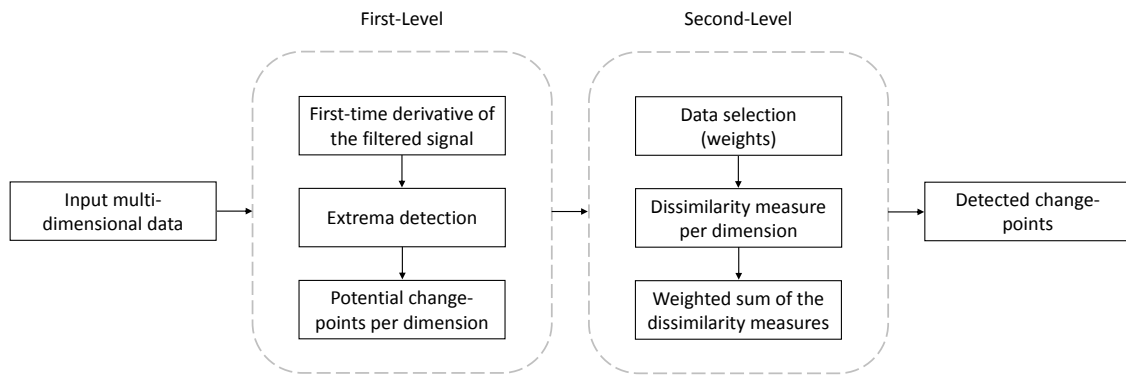 First-Level
Second-Level
Input multi-
dimensional data
First-time derivative of
the filtered signal
Extrema detection
Potential change-
points per dimension
Data selection
(weights)
Dissimilarity measure
per dimension
Weighted sum of the
dissimilarity measures
Detected change-
points